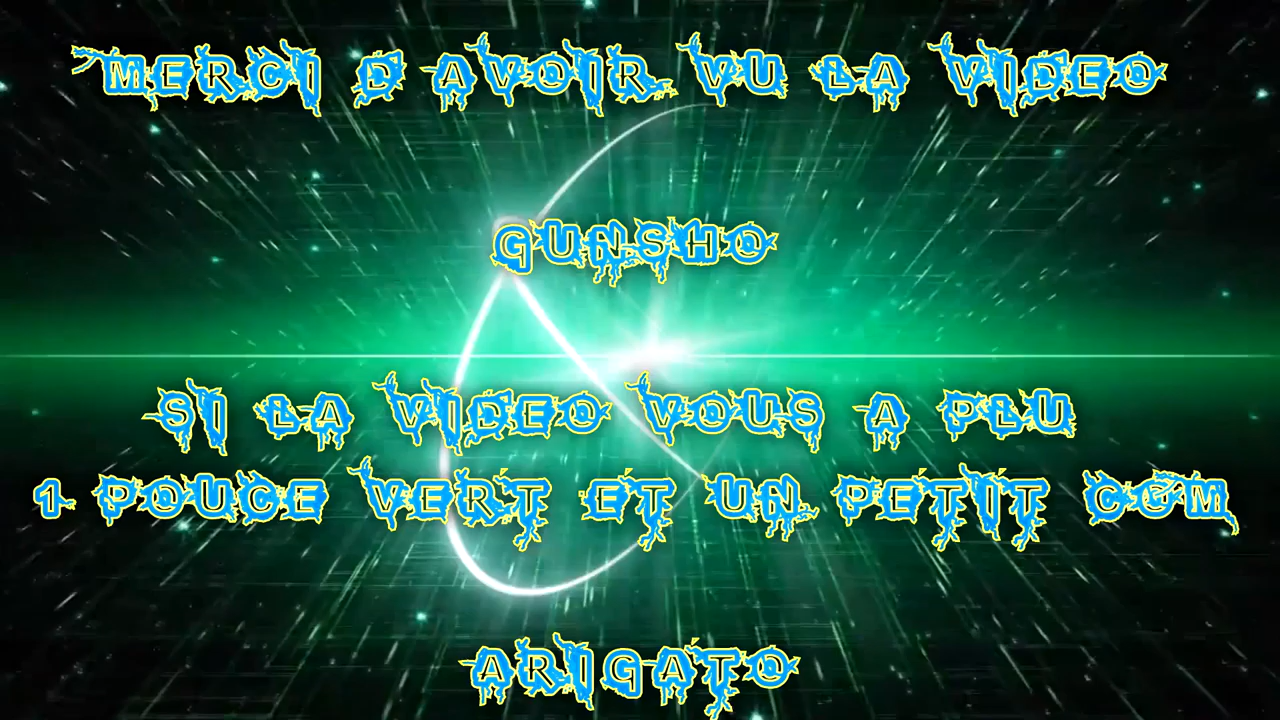 MERCI D AVOIR VU LA VIDEO
GUNSHO
SI LA VIDEO VOUS A PLU
1 POUCE VERT ET UN PETIT COM
ARIGATO